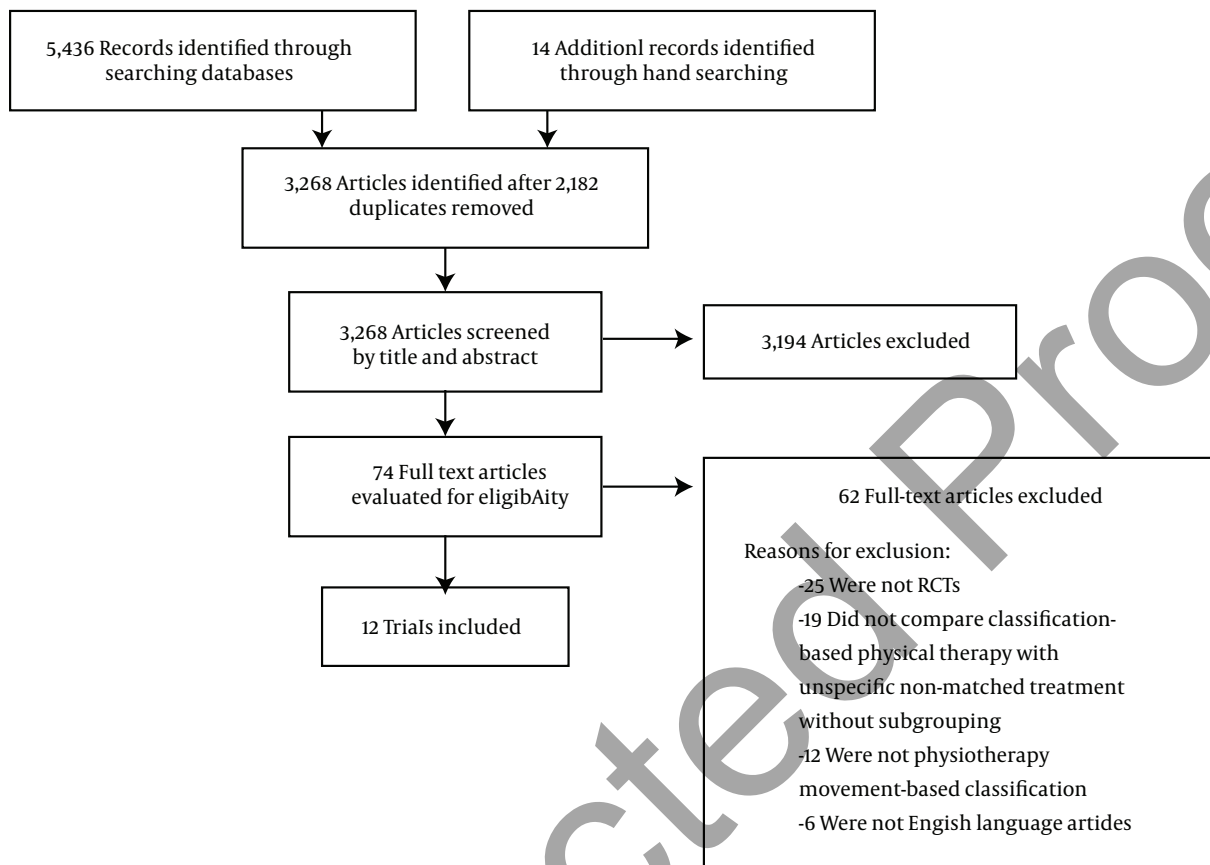 5,436 Records identified through
searching databases
14 Additionl records identified
through hand searching
3,268 Articles identified after 2,182
duplicates removed
3,268 Articles screened
by title and abstract
3,194 Articles excluded
74 Full text articles
evaluated for eligibAity
62 Full-text articles excluded
Reasons for exclusion:
-25 Were not RCTs
-19 Did not compare classification-
based physical therapy with
unspecific non-matched treatment
without subgrouping
-12 Were not physiotherapy
movement-based classification
-6 Were not Engish language artides
12 TriaIs included
cted Pro